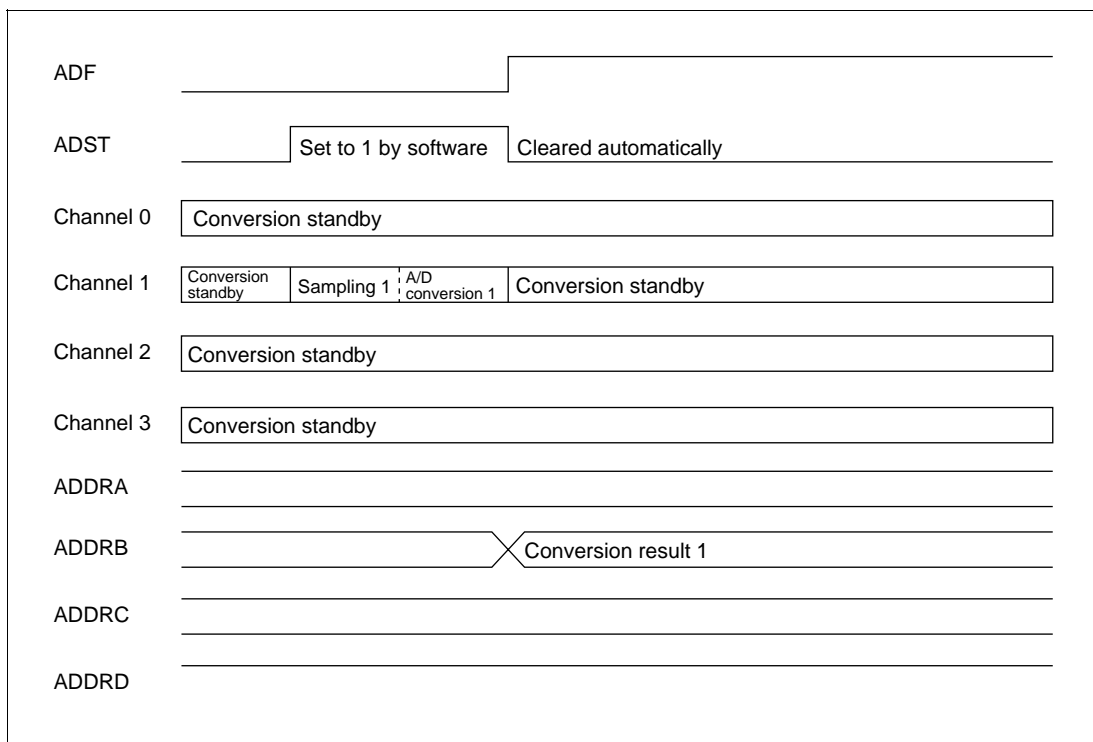 ADF
ADST Set to 1 by software Cleared automatically
Channel 0 Conversion standby
Channel 1 Conversion standby Sampling 1 A/D conversion 1 Conversion standby
Channel 2 Conversion standby
Channel 3 Conversion standby
ADDRA
ADDRB Conversion result 1
ADDRC
ADDRD